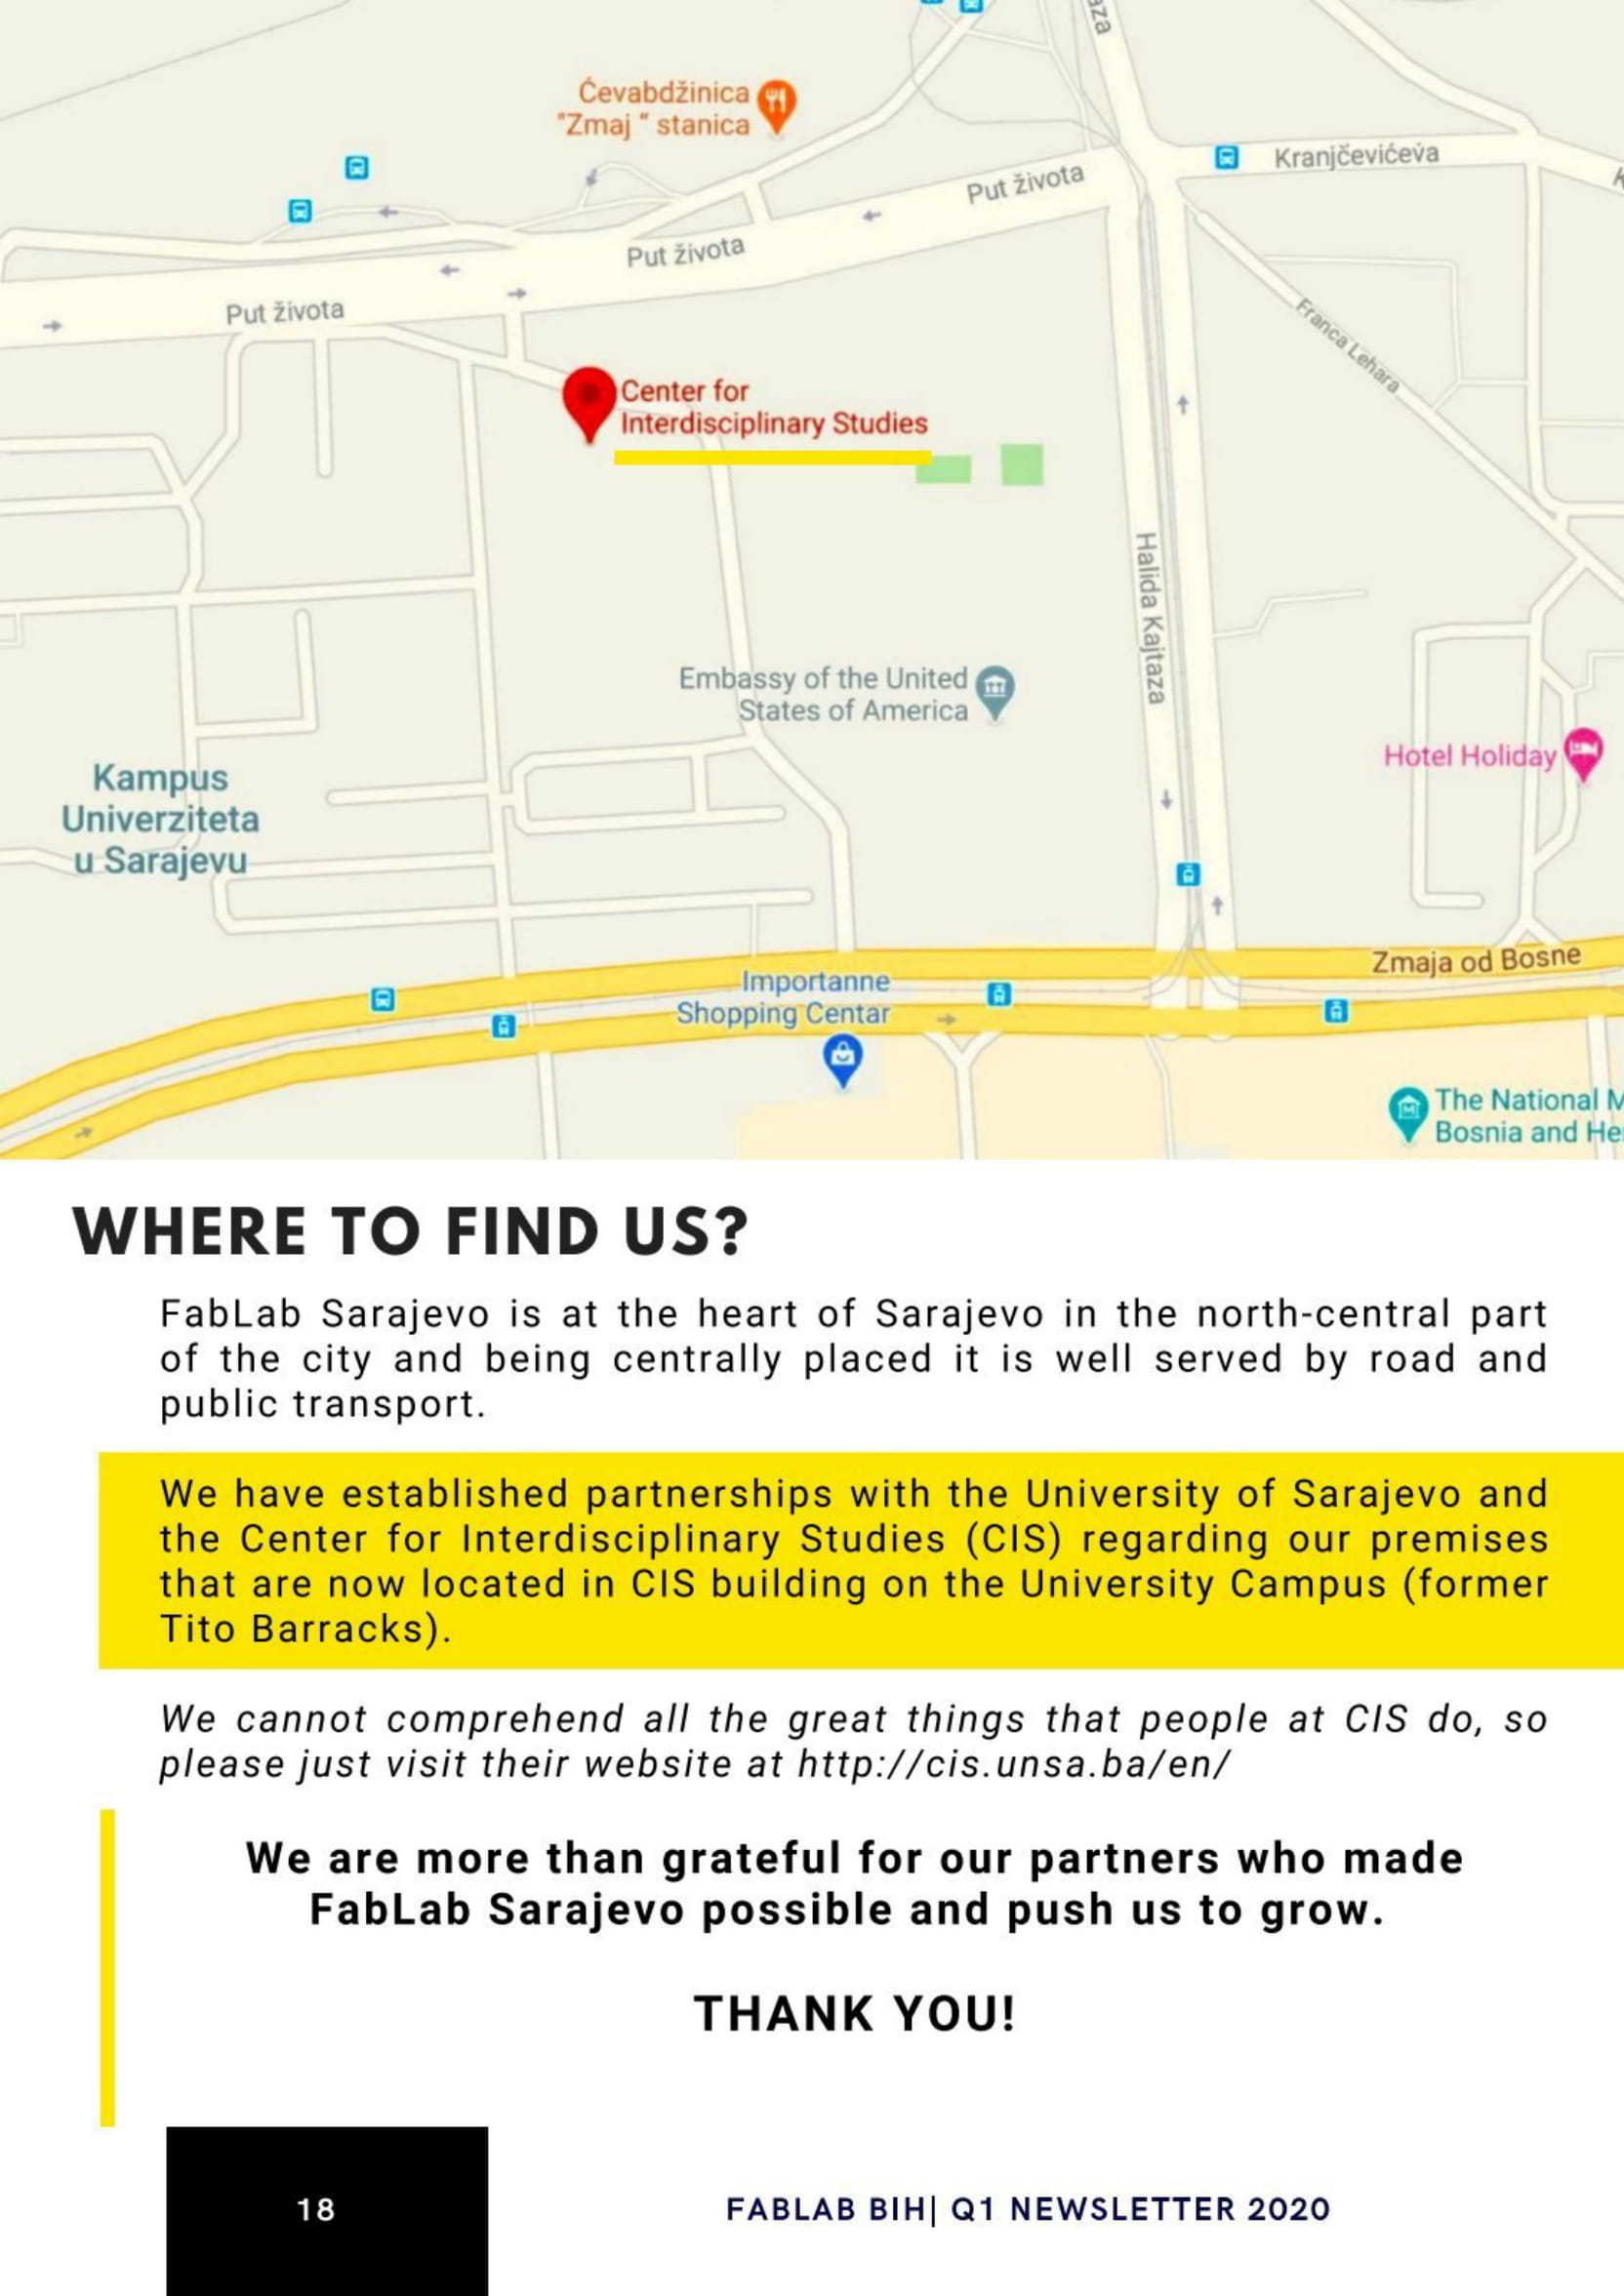 aza
Ćevabdžinica
"Zmaj " stanica
Kranjčevićeva
Put života
Put života
Put života
Franca Lehara
Center for
Interdisciplinary Studies
Halida Kajtaza
Embassy of the United
States of America
Hotel Holiday
Kampus
Univerziteta
u Sarajevu
Zmaja od Bosne
Importanne
Shopping Centar
The National M
Bosnia and He
WHERE TO FIND US?
FabLab Sarajevo is at the heart of Sarajevo in the north-central part
of the city and being centrally placed it is well served by road and
public transport.
We have established partnerships with the University of Sarajevo and
the Center for Interdisciplinary Studies (CIS) regarding our premises
that are now located in CIS building on the University Campus (former
Tito Barracks).
We cannot comprehend all the great things that people at CIS do, so
please just visit their website at http://cis.unsa.ba/en/
We are more than grateful for our partners who made
FabLab Sarajevo possible and push us to grow.
THANK YOU!
18
FABLAB BIH| Q1 NEWSLETTER 2020